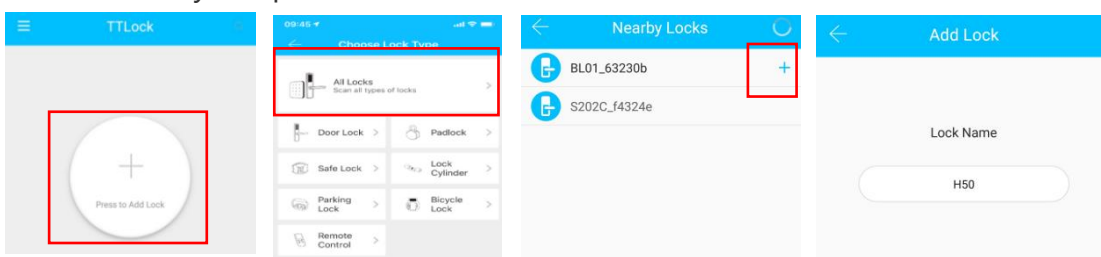 TTLock
Press to Add Lock
09:45
Choose Lock Type
All Locks
Scan all types of locks
Door Lock
Padlock
Safe Lock
Lock
Cylinder
Parking
Lock
Bicycle
Lock
Remote
Control
Nearby Locks
BL01_63230b
S202C_f4324e
Add Lock
Lock Name
H50